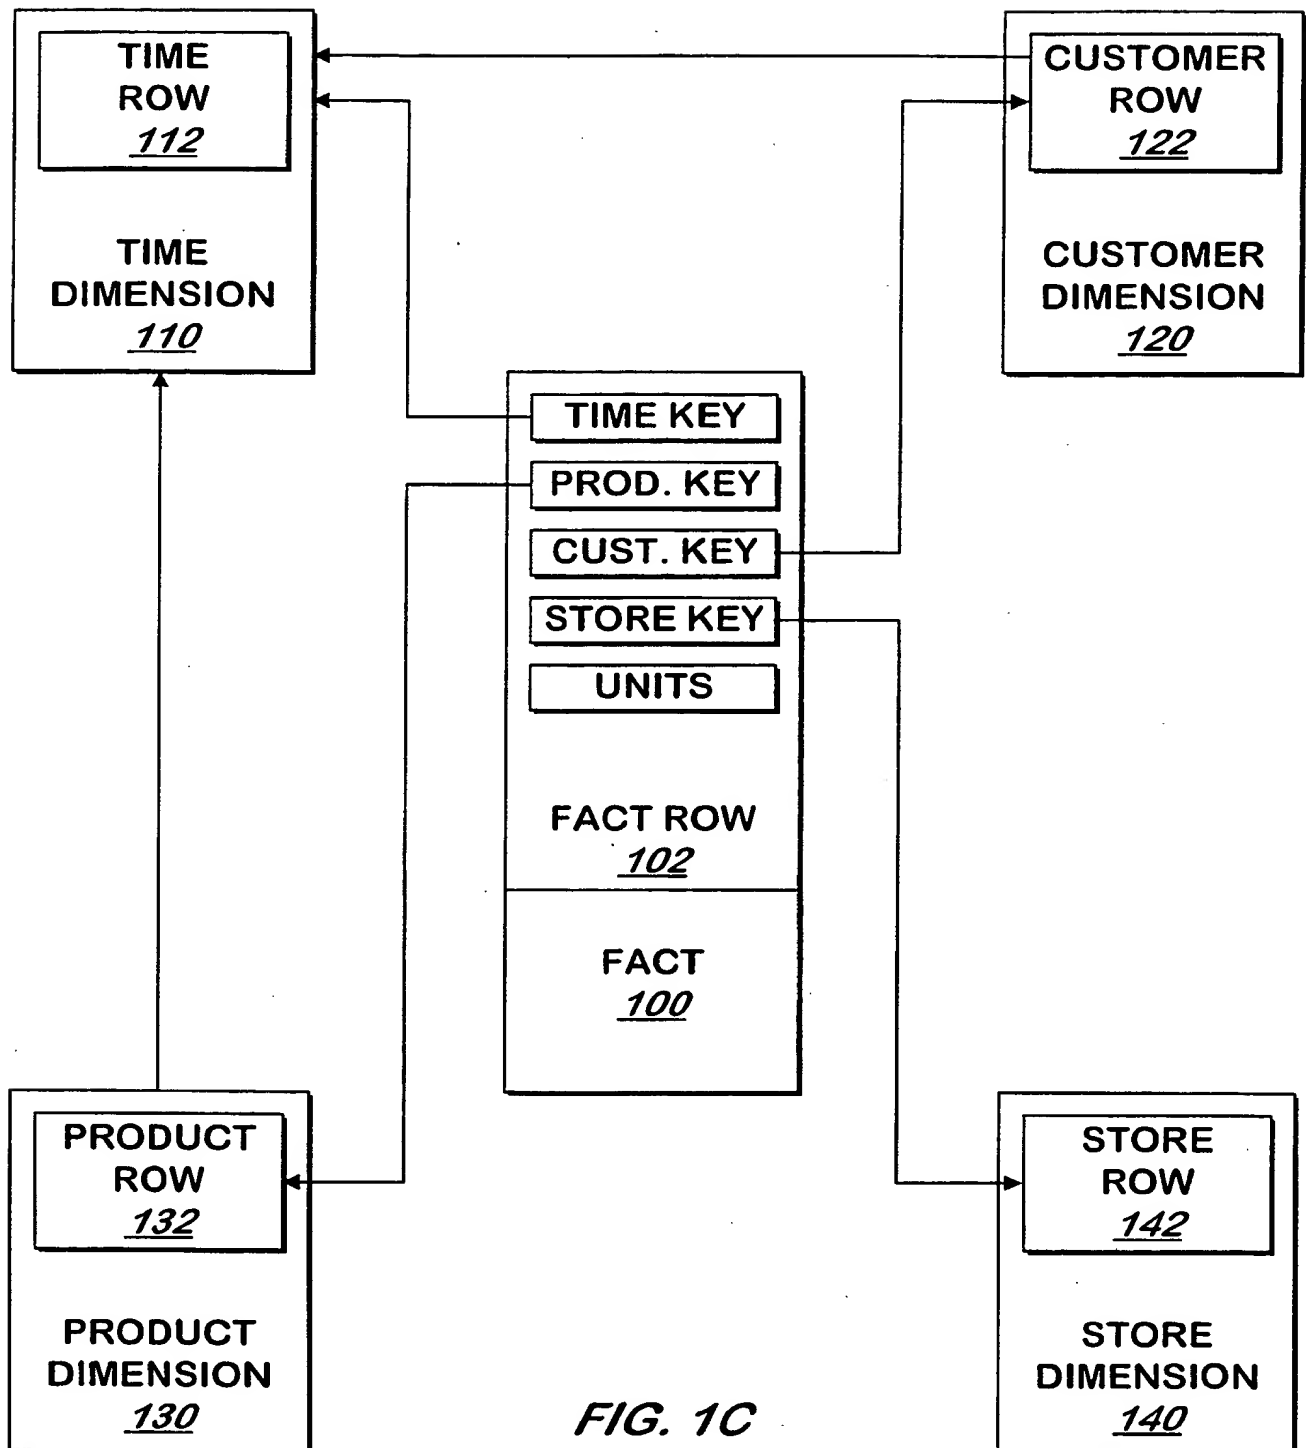 TIME
ROW
112
TIME
DIMENSION
110
CUSTOMER
ROW
122
CUSTOMER
DIMENSION
120
TIME KEY
PROD. KEY
CUST. KEY
STORE KEY
UNITS
FACT ROW
102
FACT
100
PRODUCT
ROW
132
PRODUCT
DIMENSION
130
STORE
ROW
142
STORE
DIMENSION
140
FIG. 1C